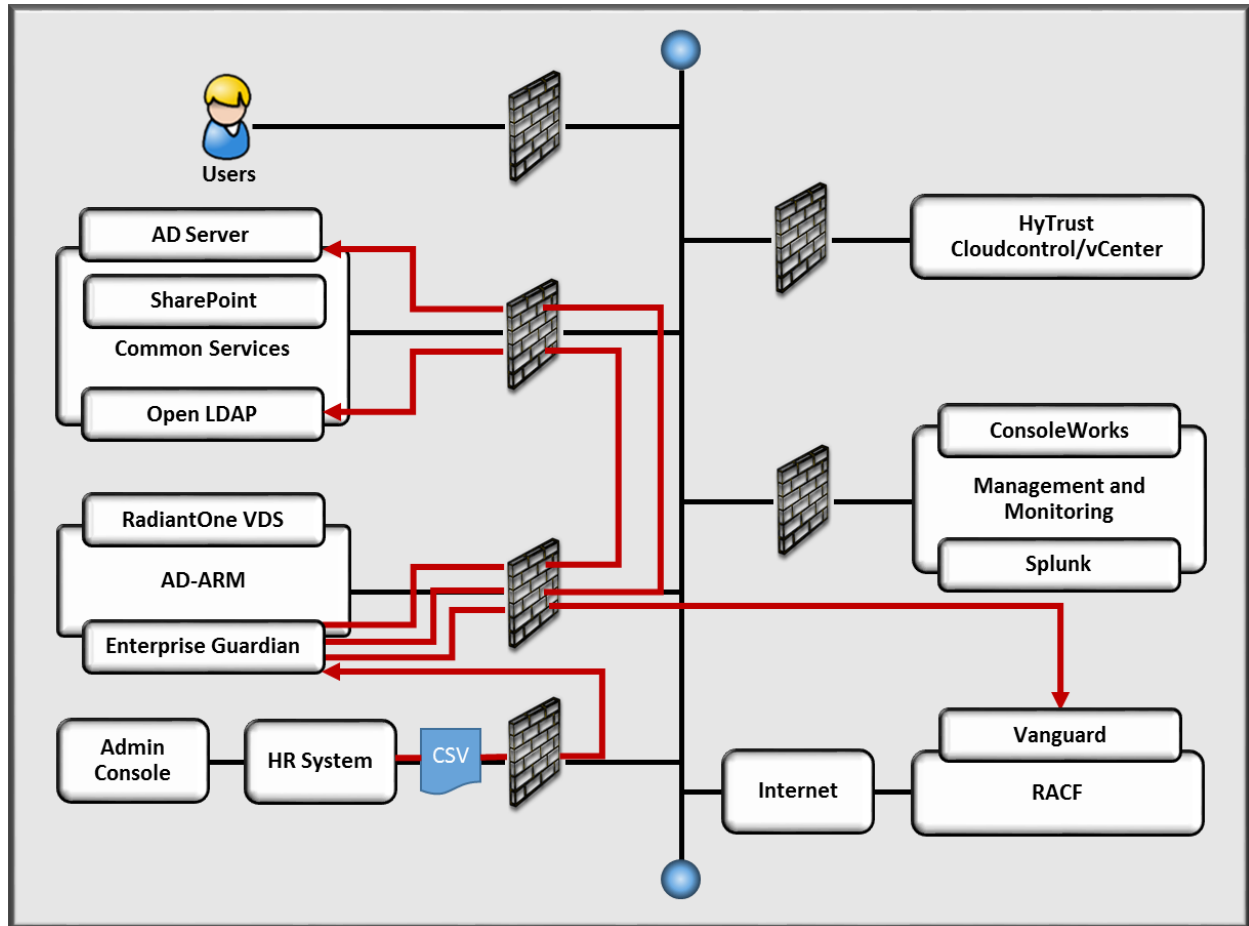 Users
AD Server
SharePoint
Common Services
Open LDAP
RadiantOne VDS
AD-ARM
Enterprise Guardian
Admin
Console
HR System
CSV
HyTrust
Cloudcontrol/vCenter
ConsoleWorks
Management and
Monitoring
Splunk
Vanguard
Internet
RACF